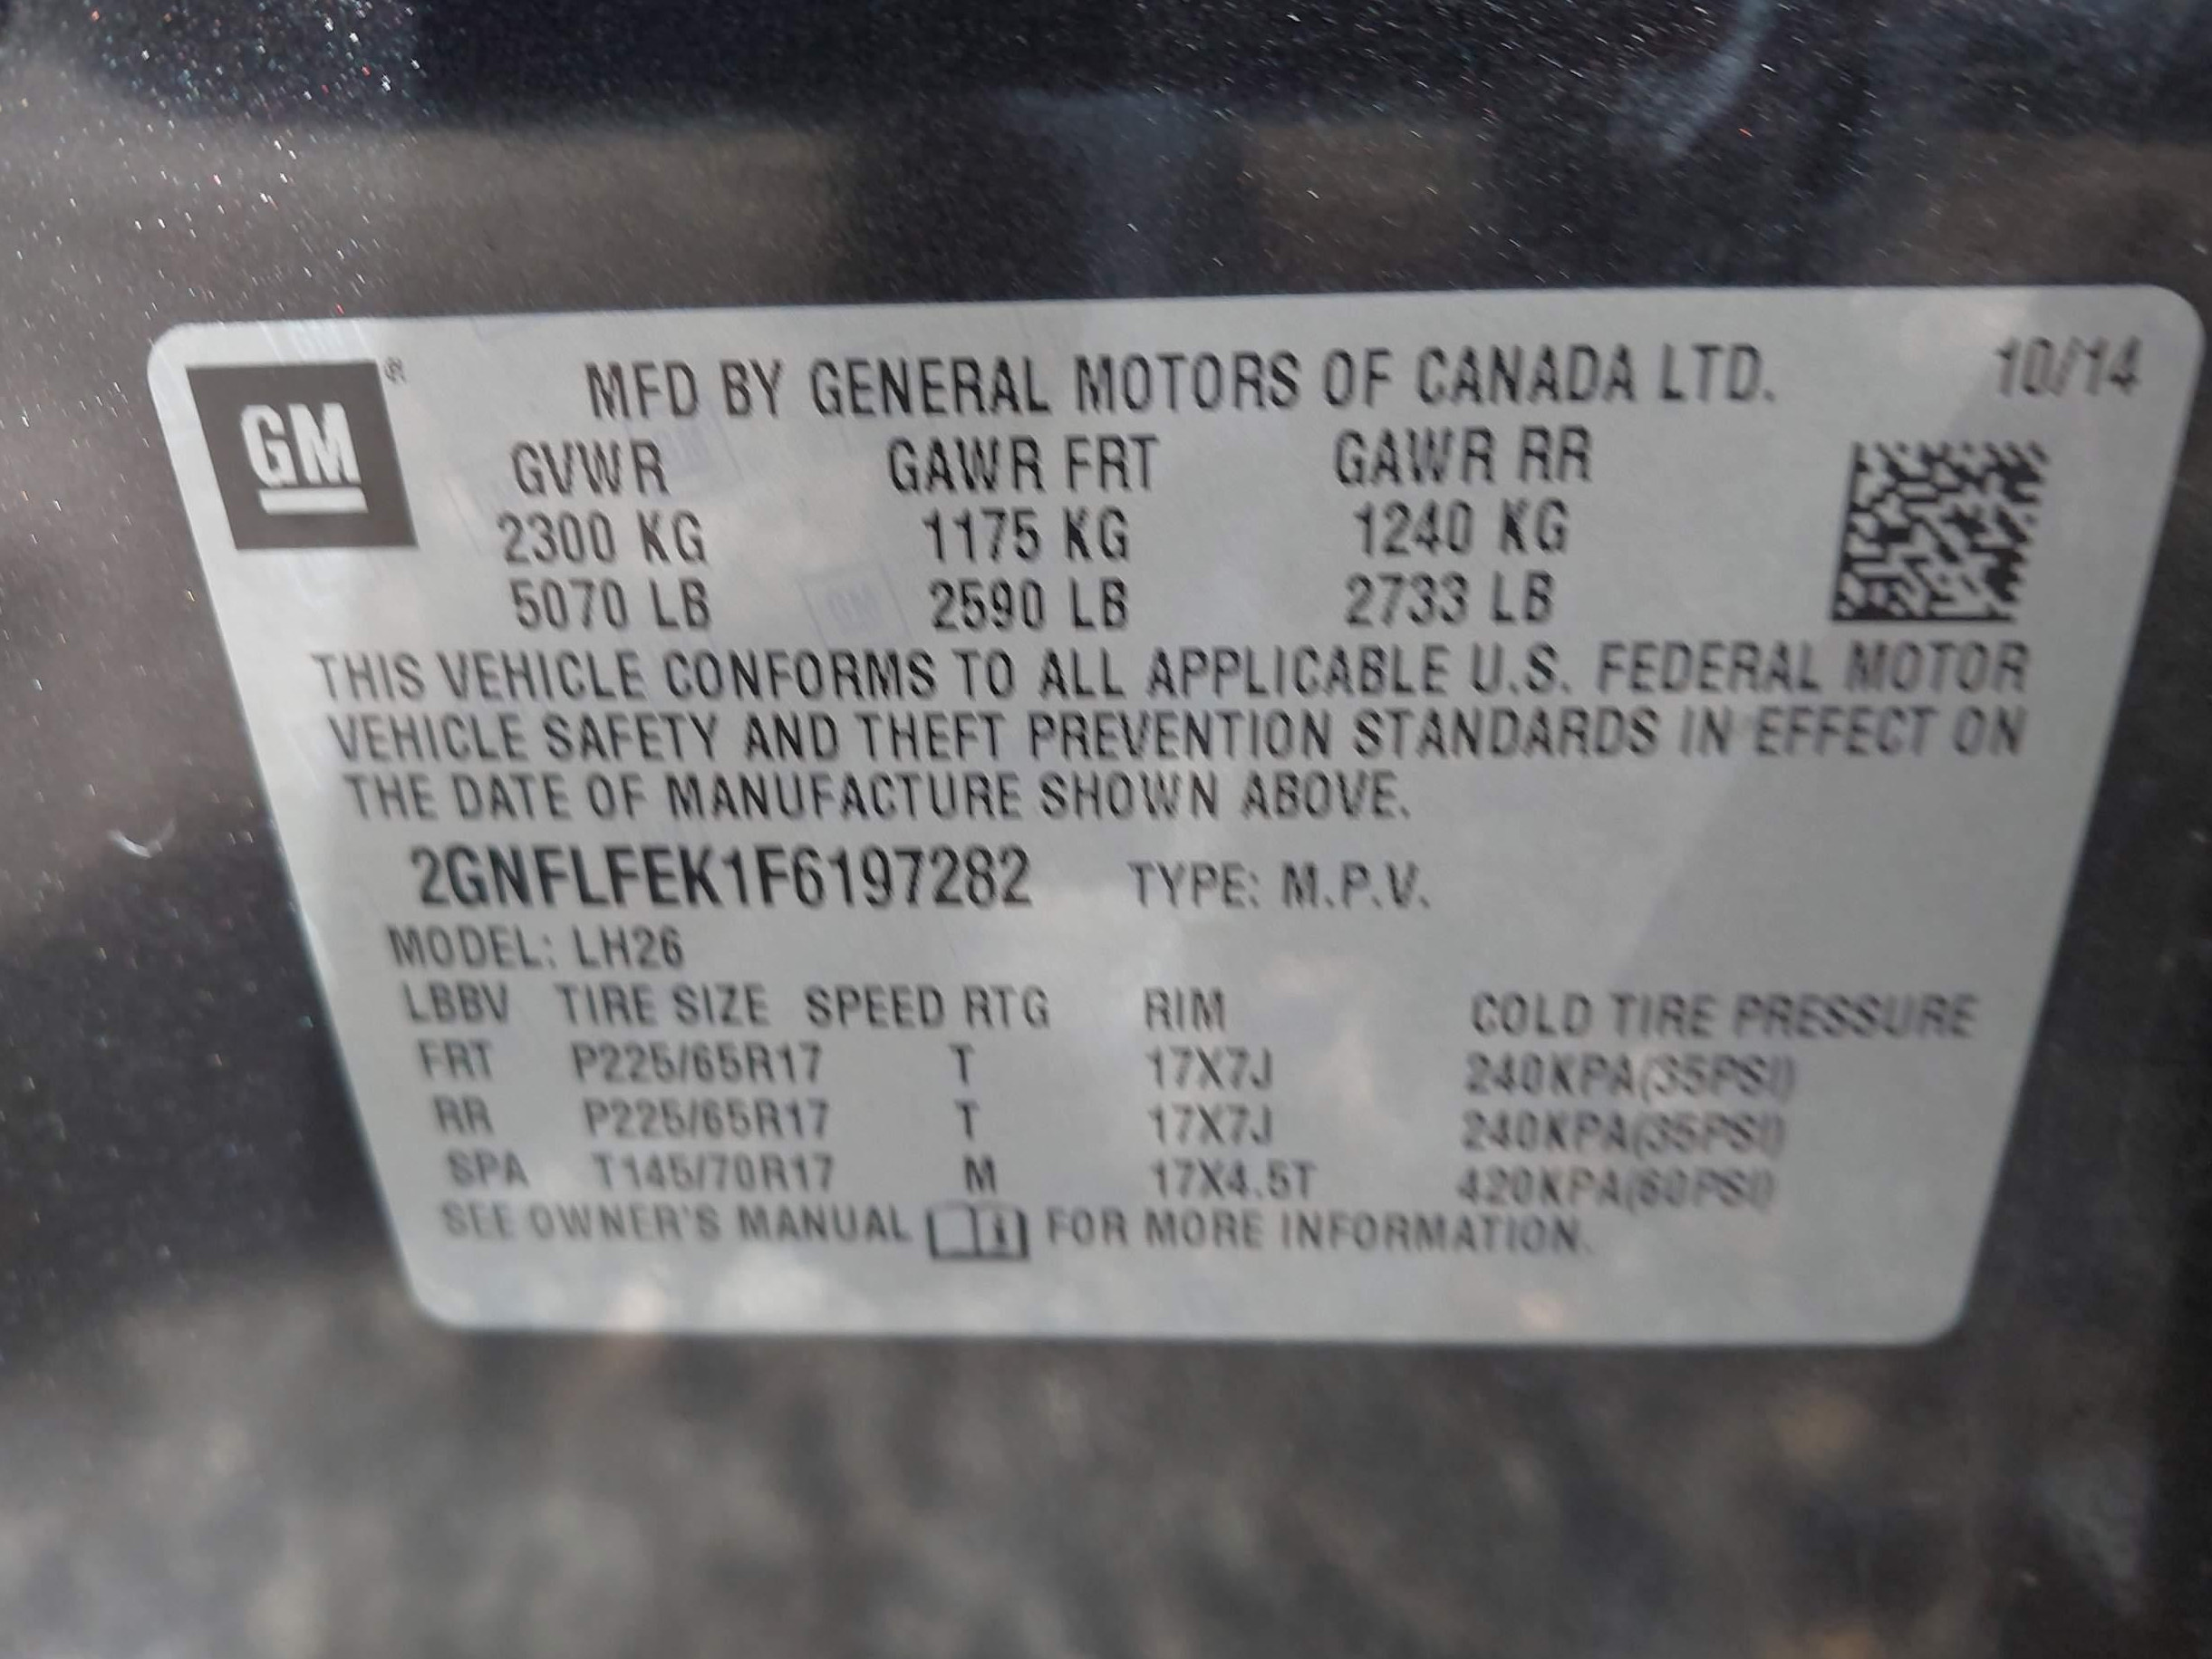 MFD BY GENERAL MOTORS OF CANADA LTD. 10/14
GM ®
GVWR GAWR FRT GAWR RR
2300 KG 1175 KG 1240 KG
5070 LB 2590 LB 2733 LB
THIS VEHICLE CONFORMS TO ALL APPLICABLE U.S. FEDERAL MOTOR
VEHICLE SAFETY AND THEFT PREVENTION STANDARDS IN EFFECT ON
THE DATE OF MANUFACTURE SHOWN ABOVE.
2GNFLFEK1F6197282 TYPE: M.P.V.
MODEL: LH26
LBBV TIRE SIZE SPEED RTG RIM COLD TIRE PRESSURE
FRT P225/65R17 T 17X7J 240KPA(35PSI)
RR P225/65R17 T 17X7J 240KPA(35PSI)
SPA T145/70R17 M 17X4.5T 420KPA(60PSI)
SEE OWNER'S MANUAL FOR MORE INFORMATION.